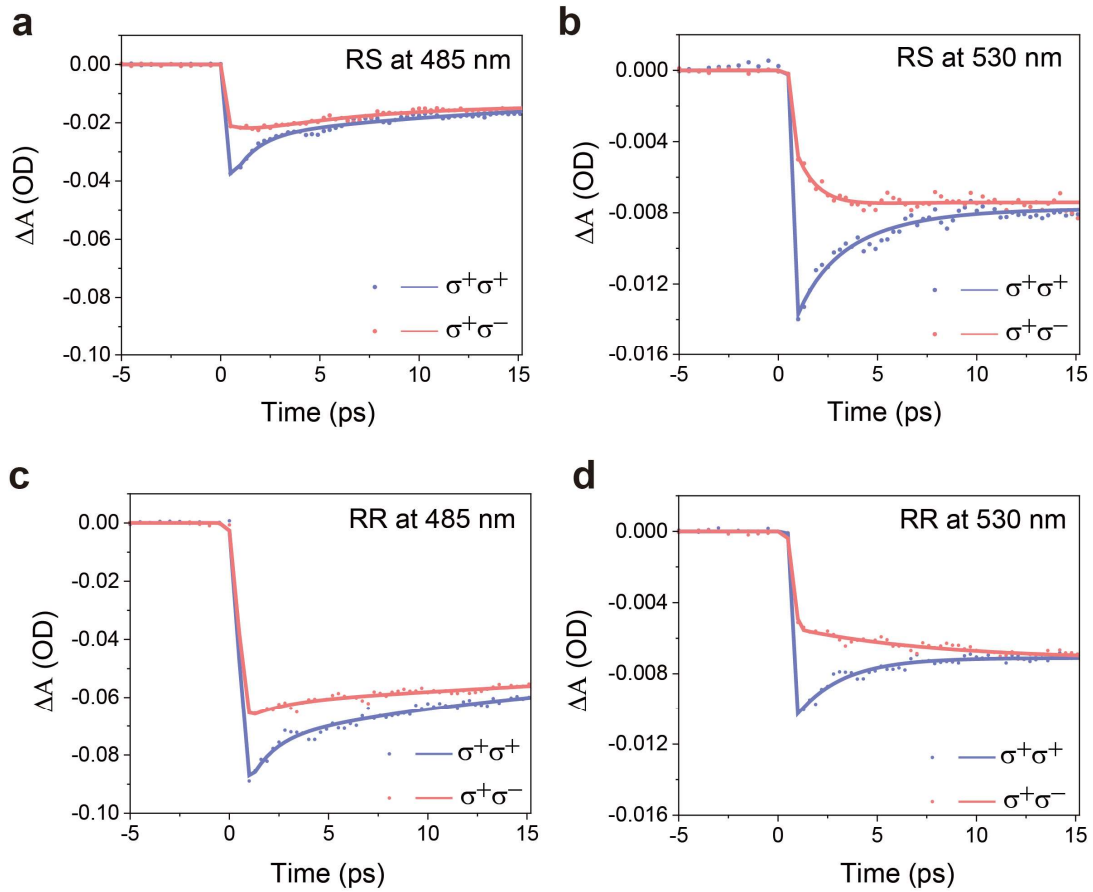 a
RS at 485 nm
0.00
-0.02
-0.04
-0.06
-0.08
-0.10
ΔA (OD)
σ⁺σ⁺
σ⁺σ⁻
-5
0
5
10
15
Time (ps)
b
RS at 530 nm
0.000
-0.004
-0.008
-0.012
-0.016
ΔA (OD)
σ⁺σ⁺
σ⁺σ⁻
-5
0
5
10
15
Time (ps)
c
RR at 485 nm
0.00
-0.02
-0.04
-0.06
-0.08
-0.10
ΔA (OD)
σ⁺σ⁺
σ⁺σ⁻
-5
0
5
10
15
Time (ps)
d
RR at 530 nm
0.000
-0.004
-0.008
-0.012
-0.016
ΔA (OD)
σ⁺σ⁺
σ⁺σ⁻
-5
0
5
10
15
Time (ps)